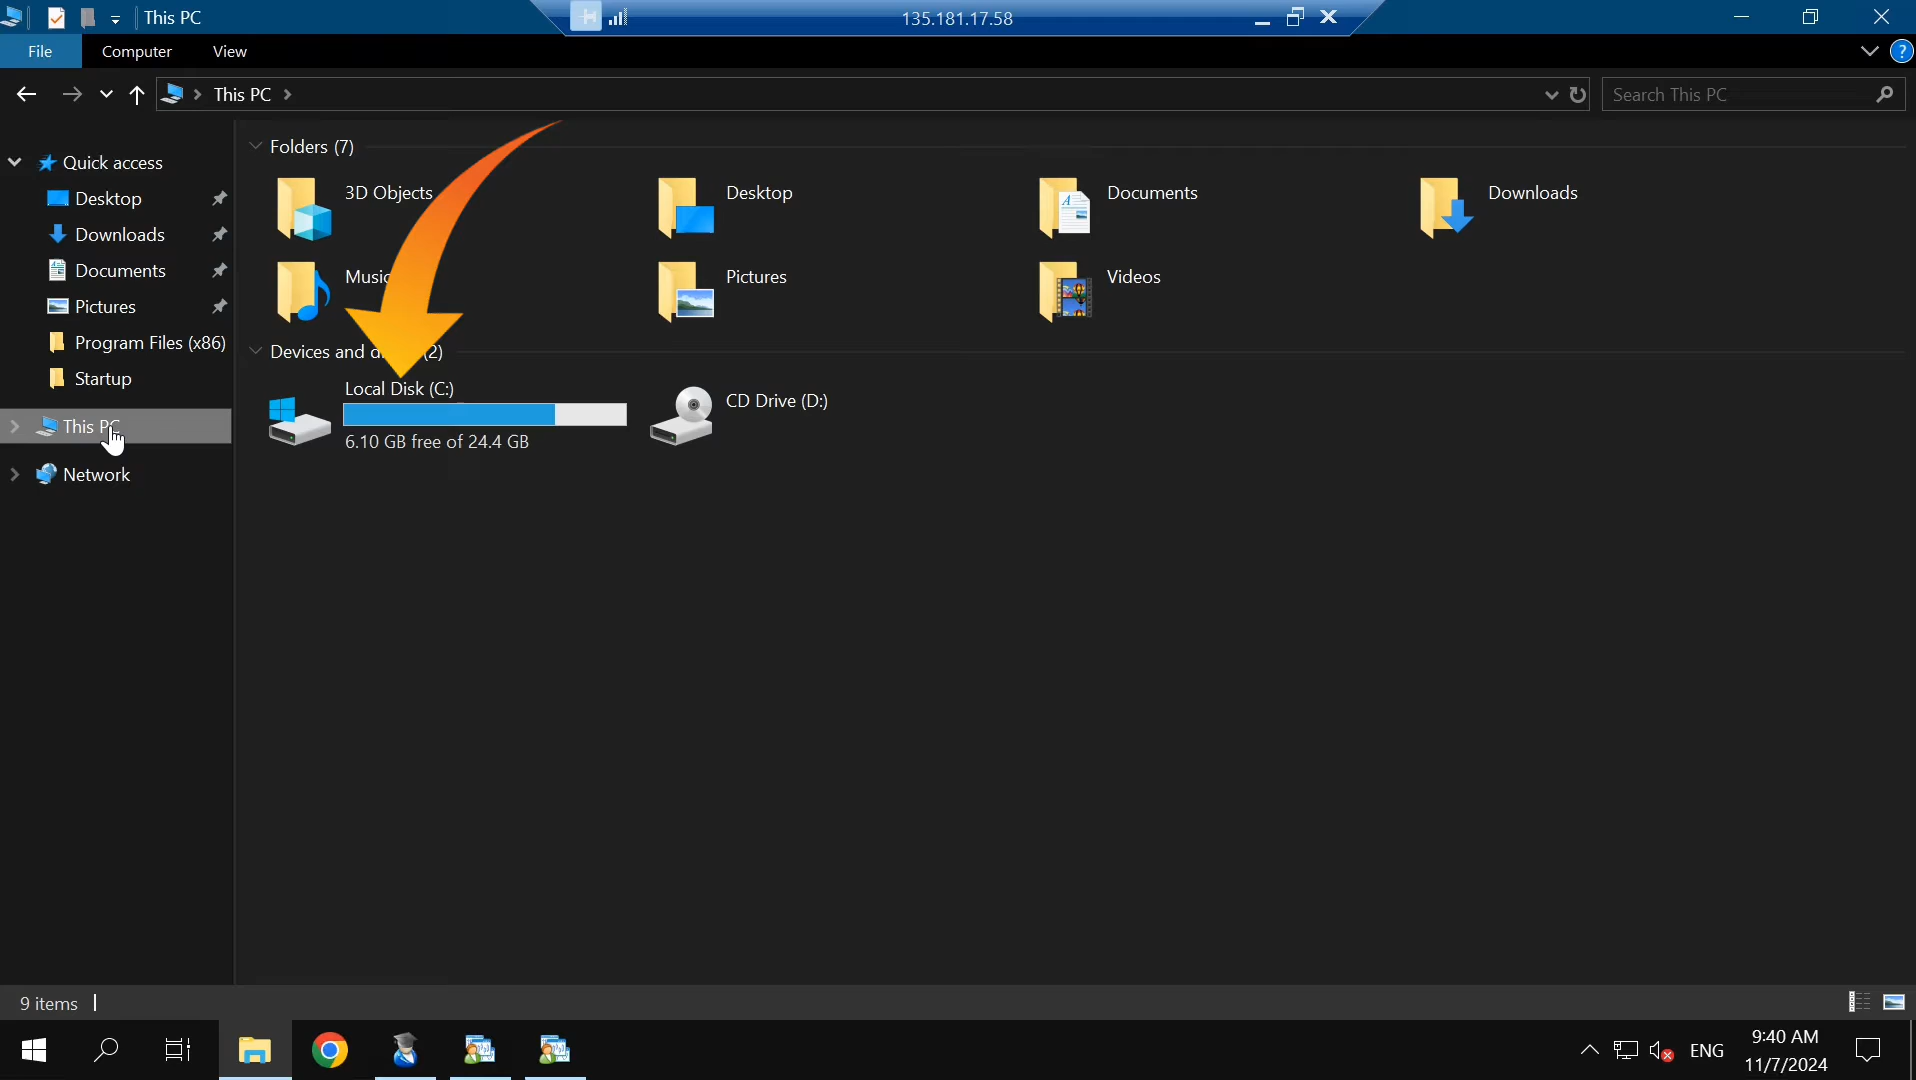 This PC
135.181.17.58
File
Computer
View
?
This PC
Search This PC
Quick access
Desktop
Downloads
Documents
Pictures
Program Files (x86)
Startup
This PC
Network
Folders (7)
3D Objects
Desktop
Documents
Downloads
Music
Pictures
Videos
Devices and (2)
Local Disk (C:)
6.10 GB free of 24.4 GB
CD Drive (D:)
9 items
ENG
9:40 AM
11/7/2024